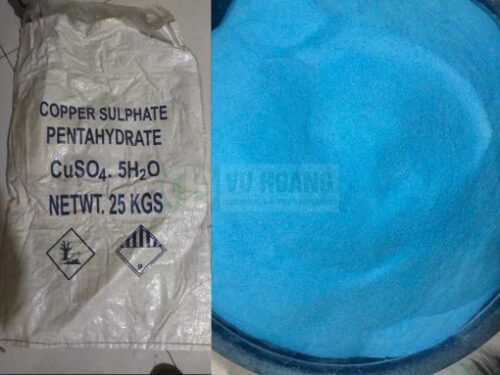 COPPER SULPHATE
PENTAHYDRATE
CuSO4. 5H2O
NETWT. 25 KGS
VU HOANG